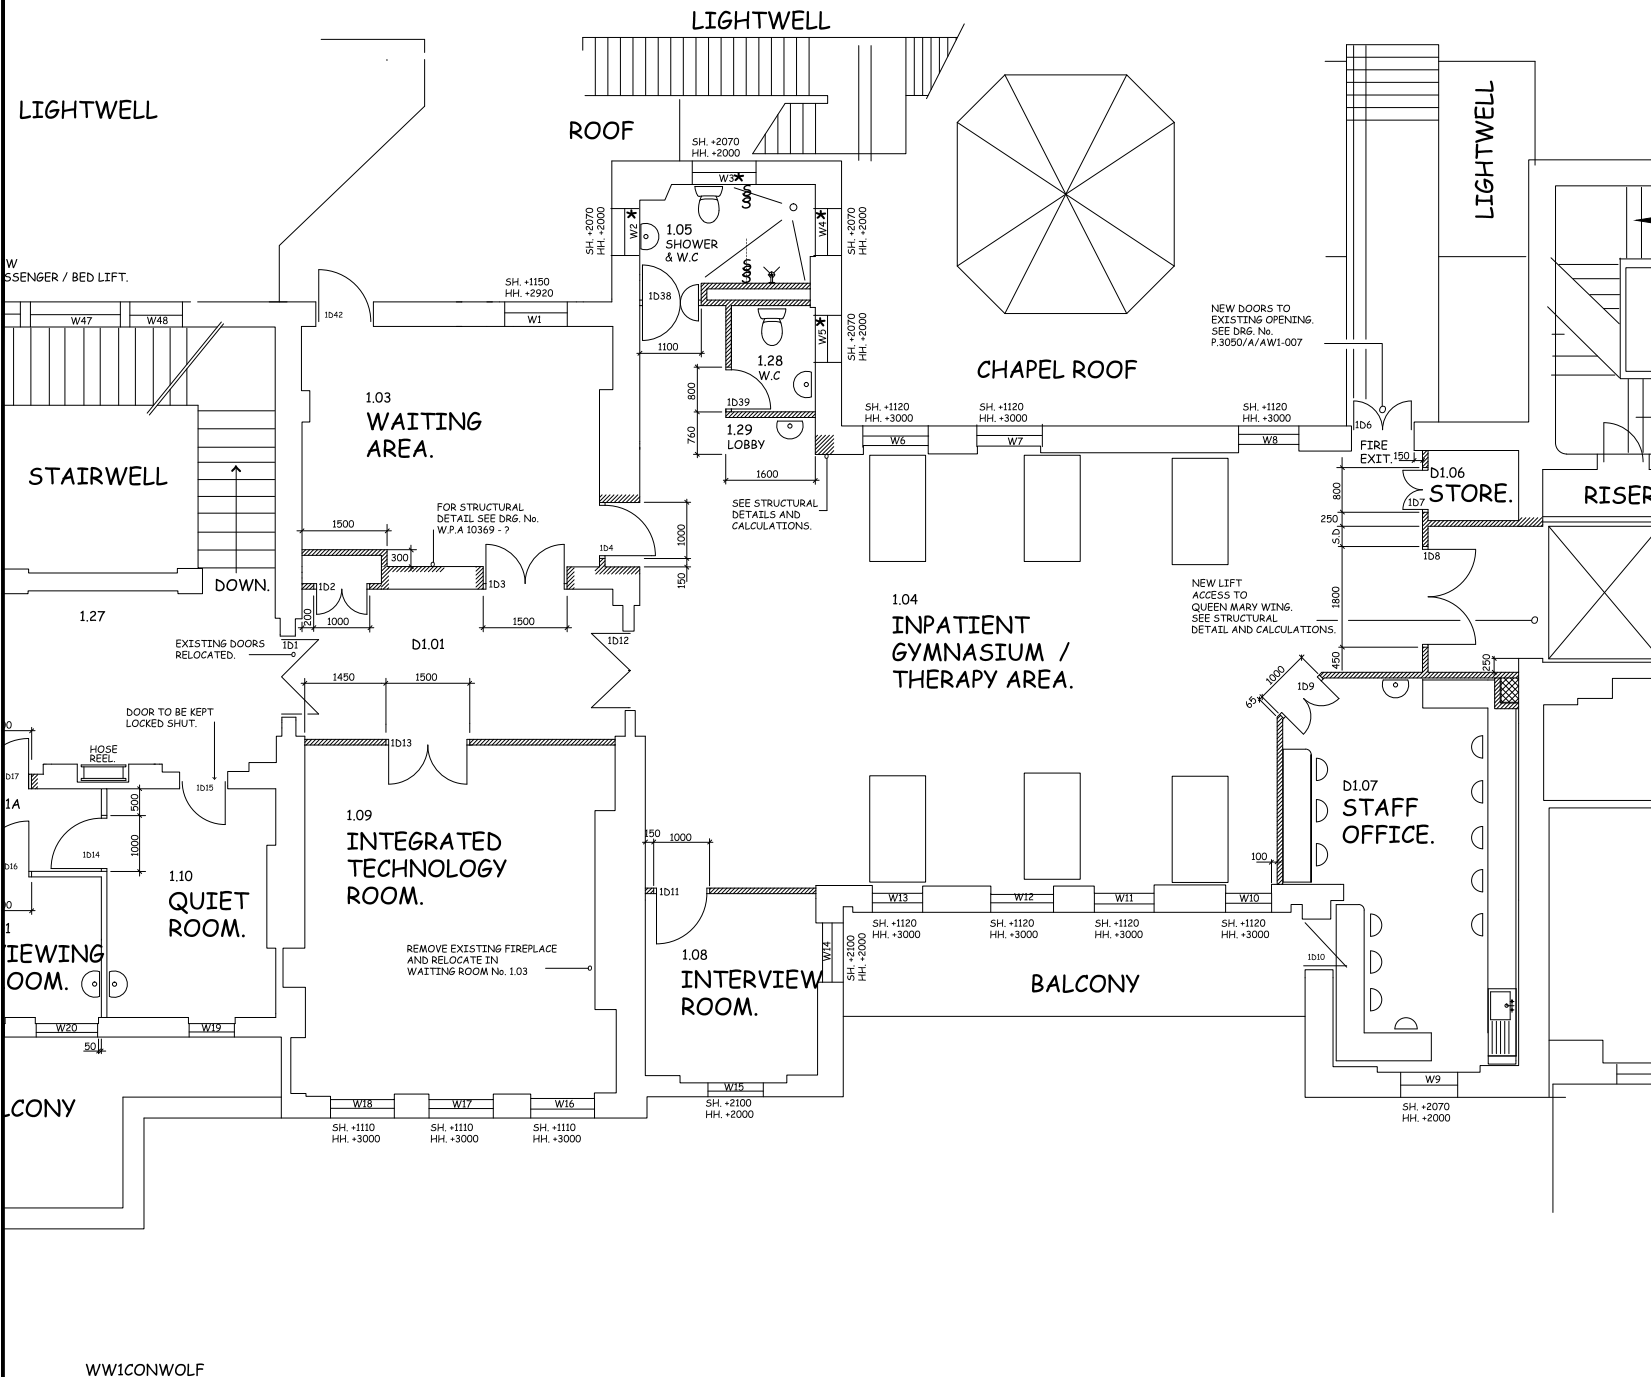 LIGHTWELL
LIGHTWELL
ROOF
LIGHTWELL
SH. +2070
HH. +2000
W3*
SH. +2070
HH. +2000
W2
*
1.05
SHOWER
& W.C
*
W4
SH. +2070
HH. +2000
W
SSENGER / BED LIFT.
W47
W48
1D42
SH. +1150
HH. +2920
W1
1D38
1100
*
W5
SH. +2070
HH. +2000
1.28
W.C
800
1D39
760
1.29
LOBBY
1600
CHAPEL ROOF
NEW DOORS TO
EXISTING OPENING.
SEE DRG. No.
P.3050/A/AW1-007
SH. +1120
HH. +3000
W6
SH. +1120
HH. +3000
W7
SH. +1120
HH. +3000
W8
1D6
FIRE
EXIT.
150
D1.06
STORE.
1D7
800
250
S.D.
RISER
1.03
WAITING
AREA.
STAIRWELL
DOWN.
1500
300
FOR STRUCTURAL
DETAIL SEE DRG. No.
W.P.A 10369 - ?
SEE STRUCTURAL
DETAILS AND
CALCULATIONS.
1D4
1000
150
1D2
1D3
200
1000
1500
1D8
1800
450
NEW LIFT
ACCESS TO
QUEEN MARY WING.
SEE STRUCTURAL
DETAIL AND CALCULATIONS.
1.04
INPATIENT
GYMNASIUM /
THERAPY AREA.
1.27
EXISTING DOORS
RELOCATED.
1D1
D1.01
1D12
1450
1500
250
1000
65
1D9
DOOR TO BE KEPT
LOCKED SHUT.
HOSE
REEL.
1D13
1D17
1D15
500
1000
1A
1D14
1D16
1.10
QUIET
ROOM.
1
IEWING
OOM.
1.09
INTEGRATED
TECHNOLOGY
ROOM.
REMOVE EXISTING FIREPLACE
AND RELOCATE IN
WAITING ROOM No. 1.03
150
1000
1D11
1.08
INTERVIEW
ROOM.
W14
SH. +2100
HH. +2000
D1.07
STAFF
OFFICE.
100
W13
W12
W11
W10
SH. +1120
HH. +3000
SH. +1120
HH. +3000
SH. +1120
HH. +3000
SH. +1120
HH. +3000
BALCONY
1D10
W20
W19
50
LCONY
W18
W17
W16
SH. +1110
HH. +3000
SH. +1110
HH. +3000
SH. +1110
HH. +3000
W15
SH. +2100
HH. +2000
W9
SH. +2070
HH. +2000
WW1CONWOLF